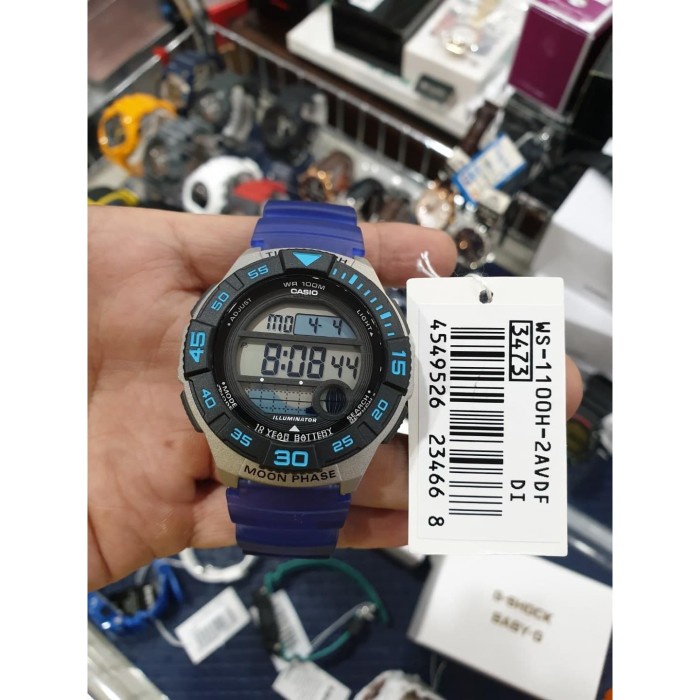 TIDE GRAPH
WR 100M
CASIO
ADJUST
LIGHT
MO 4-4
8:08 44
MODE
SEARCH
ILLUMINATOR
10 YEAR BATTERY
MOON PHASE
55
50
45
40
35
30
25
20
15
WS-1100H-2AVDF
3473
DI
4549526 23466 8
G-SHOCK
BABY-G